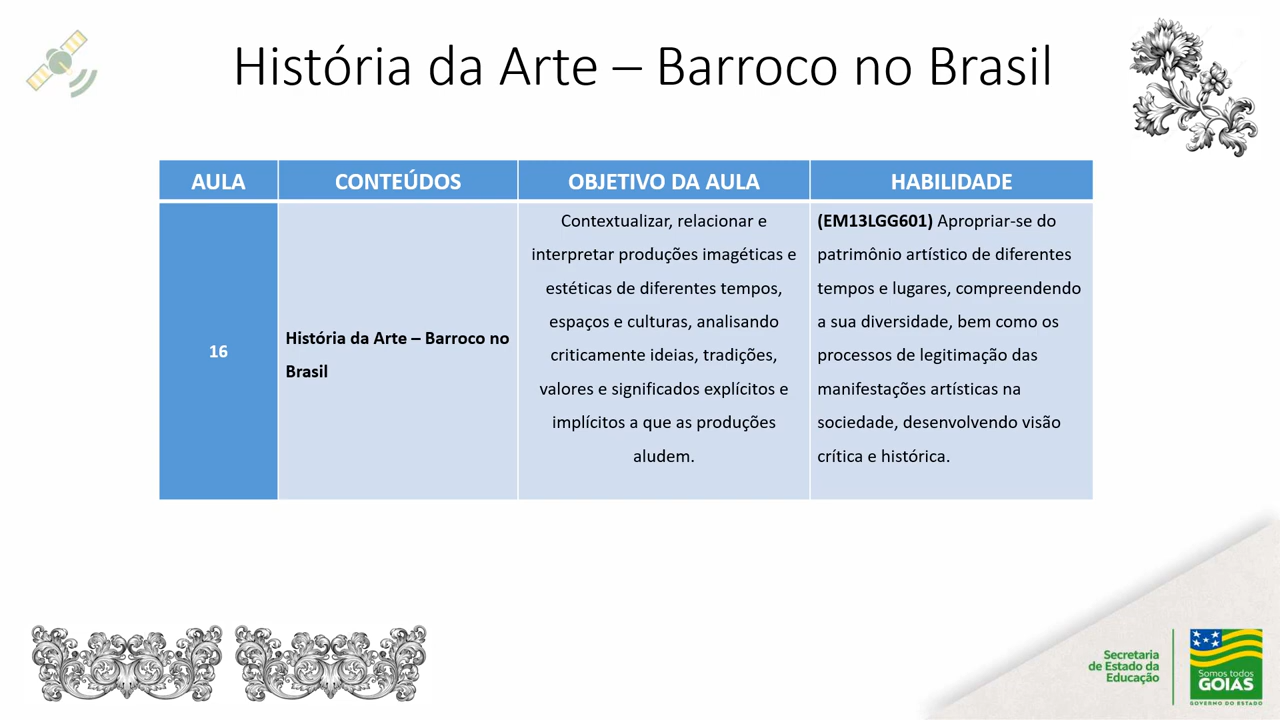 História da Arte – Barroco no Brasil
AULA
CONTEÚDOS
OBJETIVO DA AULA
HABILIDADE
16
História da Arte – Barroco no
Brasil
Contextualizar, relacionar e
interpretar produções imagéticas e
estéticas de diferentes tempos,
espaços e culturas, analisando
criticamente ideias, tradições,
valores e significados explícitos e
implícitos a que as produções
aludem.
(EM13LGG601) Apropriar-se do
patrimônio artístico de diferentes
tempos e lugares, compreendendo
a sua diversidade, bem como os
processos de legitimação das
manifestações artísticas na
sociedade, desenvolvendo visão
crítica e histórica.
Secretaria
de Estado da
Educação
Somos todos
GOIÁS
GOVERNO DO ESTADO